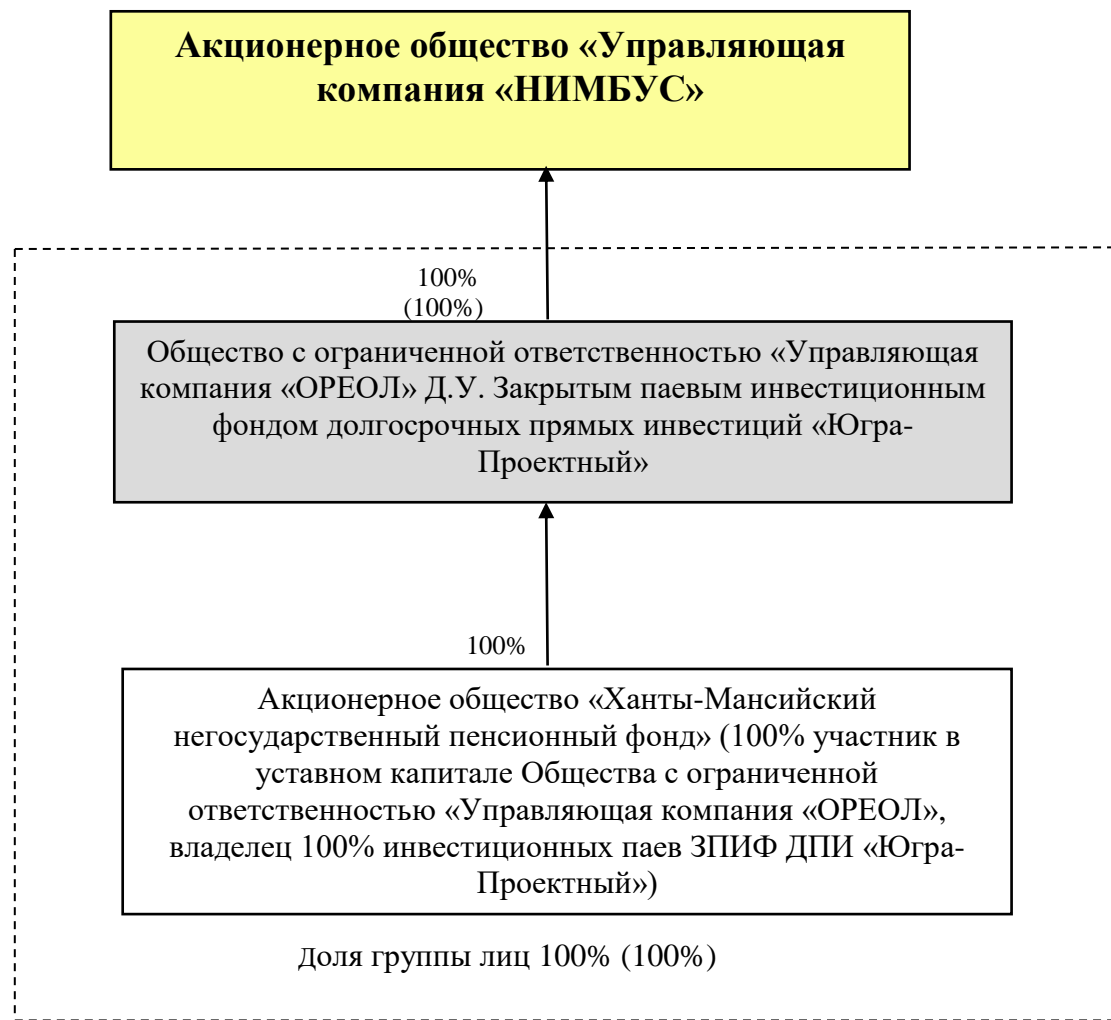 Акционерное общество «Управляющая
компания «НИМБУС»
100%
(100%)
Общество с ограниченной ответственностью «Управляющая
компания «ОРЕОЛ» Д.У. Закрытым паевым инвестиционным
фондом долгосрочных прямых инвестиций «Югра-
Проектный»
100%
Акционерное общество «Ханты-Мансийский
негосударственный пенсионный фонд» (100% участник в
уставном капитале Общества с ограниченной
ответственностью «Управляющая компания «ОРЕОЛ»,
владелец 100% инвестиционных паев ЗПИФ ДПИ «Югра-
Проектный»)
Доля группы лиц 100% (100%)